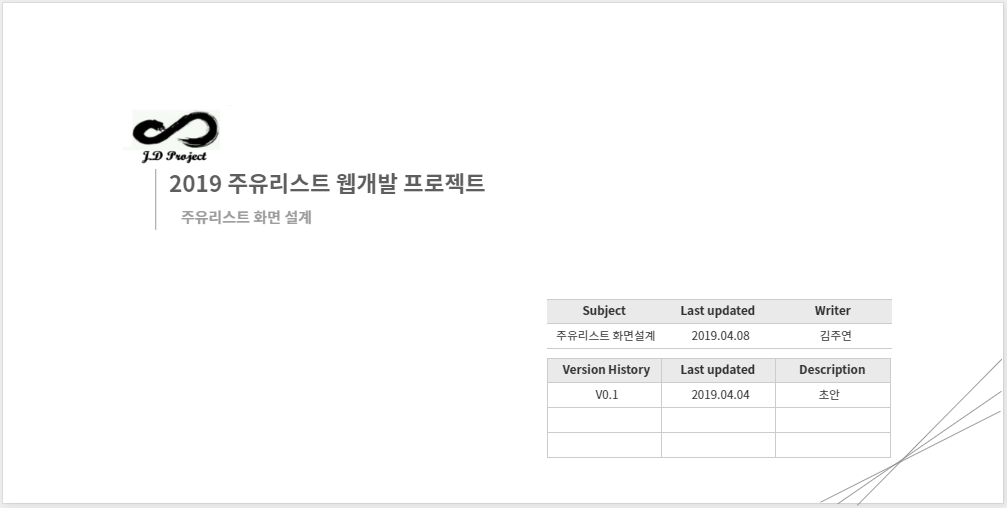 J.D Project
2019 주유리스트 웹개발 프로젝트
주유리스트 화면 설계
Subject Last updated Writer
주유리스트 화면설계 2019.04.08 김주연
Version History Last updated Description
V0.1 2019.04.04 초안